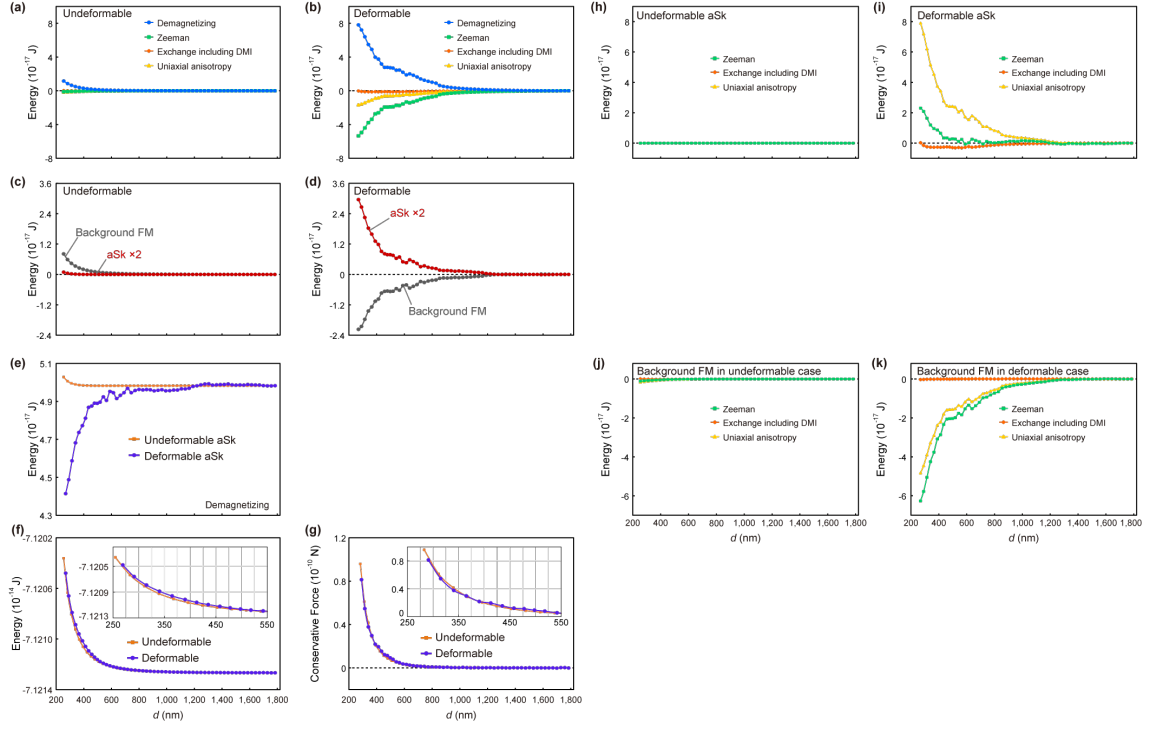 (a)
Undeformable
Demagnetizing
Zeeman
Exchange including DMI
Uniaxial anisotropy
Energy (10⁻¹⁷ J)
8
4
0
-4
-8
(b)
Deformable
Demagnetizing
Zeeman
Exchange including DMI
Uniaxial anisotropy
Energy (10⁻¹⁷ J)
8
4
0
-4
-8
(h)
Undeformable aSk
Zeeman
Exchange including DMI
Uniaxial anisotropy
Energy (10⁻¹⁷ J)
8
6
4
2
0
(i)
Deformable aSk
Zeeman
Exchange including DMI
Uniaxial anisotropy
Energy (10⁻¹⁷ J)
8
6
4
2
0
(c)
Undeformable
Background FM
aSk ×2
Energy (10⁻¹⁷ J)
3.6
2.4
1.2
0
-1.2
-2.4
(d)
Deformable
aSk ×2
Background FM
Energy (10⁻¹⁷ J)
3.6
2.4
1.2
0
-1.2
-2.4
(e)
Undeformable aSk
Deformable aSk
Demagnetizing
Energy (10⁻¹⁷ J)
5.1
4.9
4.7
4.5
4.3
(j)
Background FM in undeformable case
Zeeman
Exchange including DMI
Uniaxial anisotropy
Energy (10⁻¹⁷ J)
0
-2
-4
-6
200 400 600 800 1,000 1,200 1,400 1,600 1,800
d (nm)
(k)
Background FM in deformable case
Zeeman
Exchange including DMI
Uniaxial anisotropy
Energy (10⁻¹⁷ J)
0
-2
-4
-6
200 400 600 800 1,000 1,200 1,400 1,600 1,800
d (nm)
(f)
Energy (10⁻¹⁴ J)
-7.1202
-7.1206
-7.1210
-7.1214
-7.1205
-7.1209
-7.1213
250 350 450 550
Undeformable
Deformable
200 400 600 800 1,000 1,200 1,400 1,600 1,800
d (nm)
(g)
Conservative Force (10⁻¹⁰ N)
1.2
0.8
0.4
0
0.8
0.4
0
250 350 450 550
Undeformable
Deformable
200 400 600 800 1,000 1,200 1,400 1,600 1,800
d (nm)